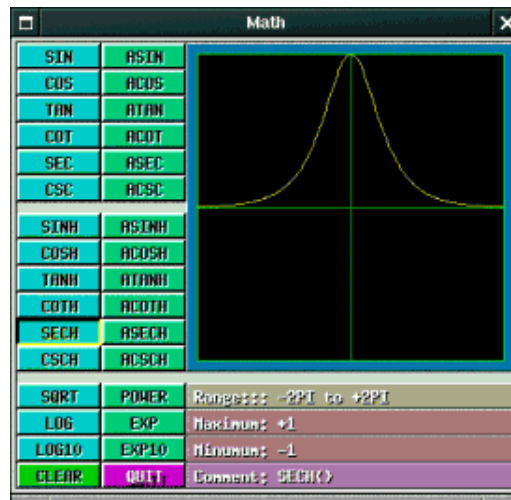 Math
SIN ASIN
COS ACOS
TAN ATAN
COT ACOT
SEC ASEC
CSC ACSC
SINH ASINH
COSH ACOSH
TANH ATANH
COTH ACOTH
SECH ASECH
CSCH ACSCH
SQRT POWER Range::: -2PI to +2PI
LOG EXP Maximum: +1
LOG10 EXP10 Minumum: -1
CLEAR QUIT Comment: SECH()